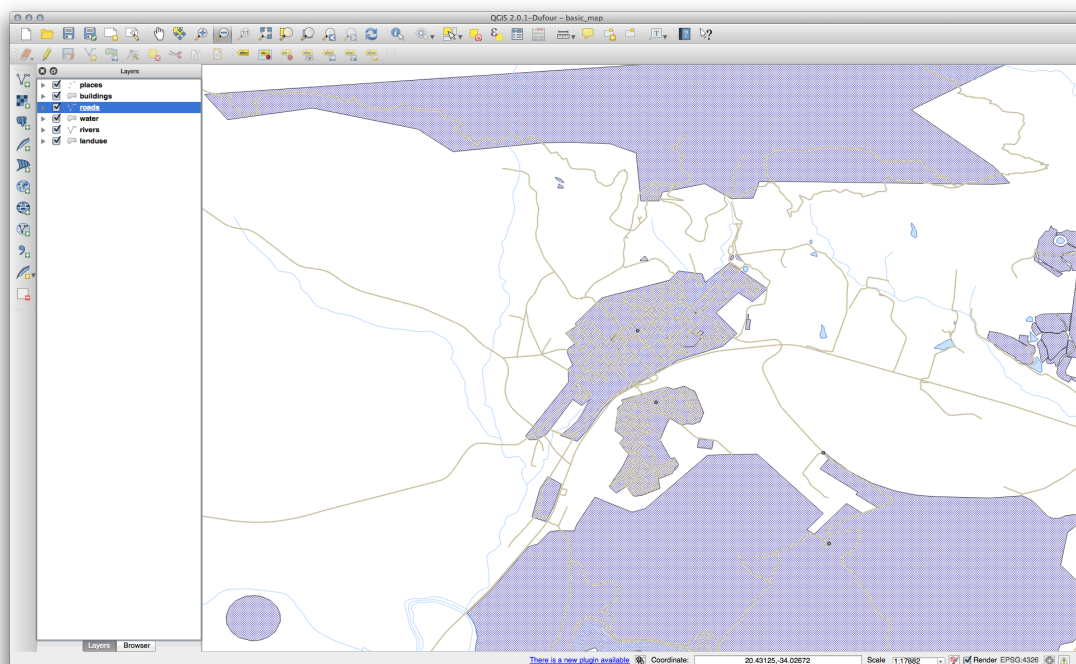 QGIS 2.0.1-Dufour - basic_map
Layers
places
buildings
roads
water
rivers
landuse
Layers Browser
There is a new plugin available Coordinate: 20.43125,-34.02672 Scale 1:17882 Render EPSG:4326